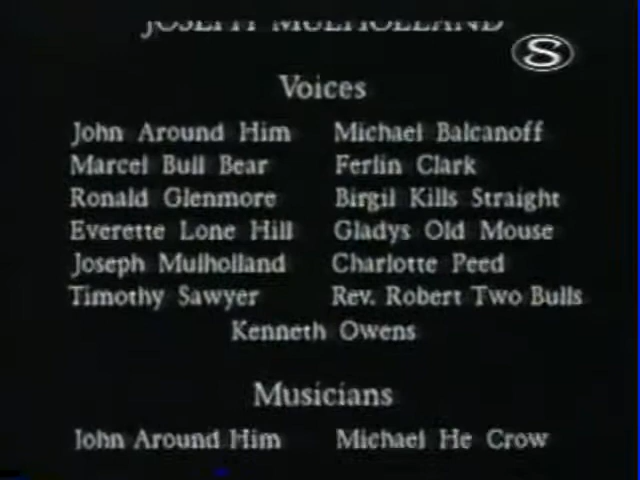 JOSEPH MULHOLLAND
S
Voices
John Around Him Michael Balcanoff
Marcel Bull Bear Ferlin Clark
Ronald Glenmore Birgil Kills Straight
Everette Lone Hill Gladys Old Mouse
Joseph Mulholland Charlotte Peed
Timothy Sawyer Rev. Robert Two Bulls
Kenneth Owens
Musicians
John Around Him Michael He Crow